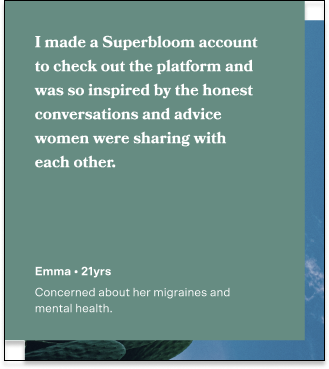 I made a Superbloom account
to check out the platform and
was so inspired by the honest
conversations and advice
women were sharing with
each other.
Emma • 21yrs
Concerned about her migraines and
mental health.